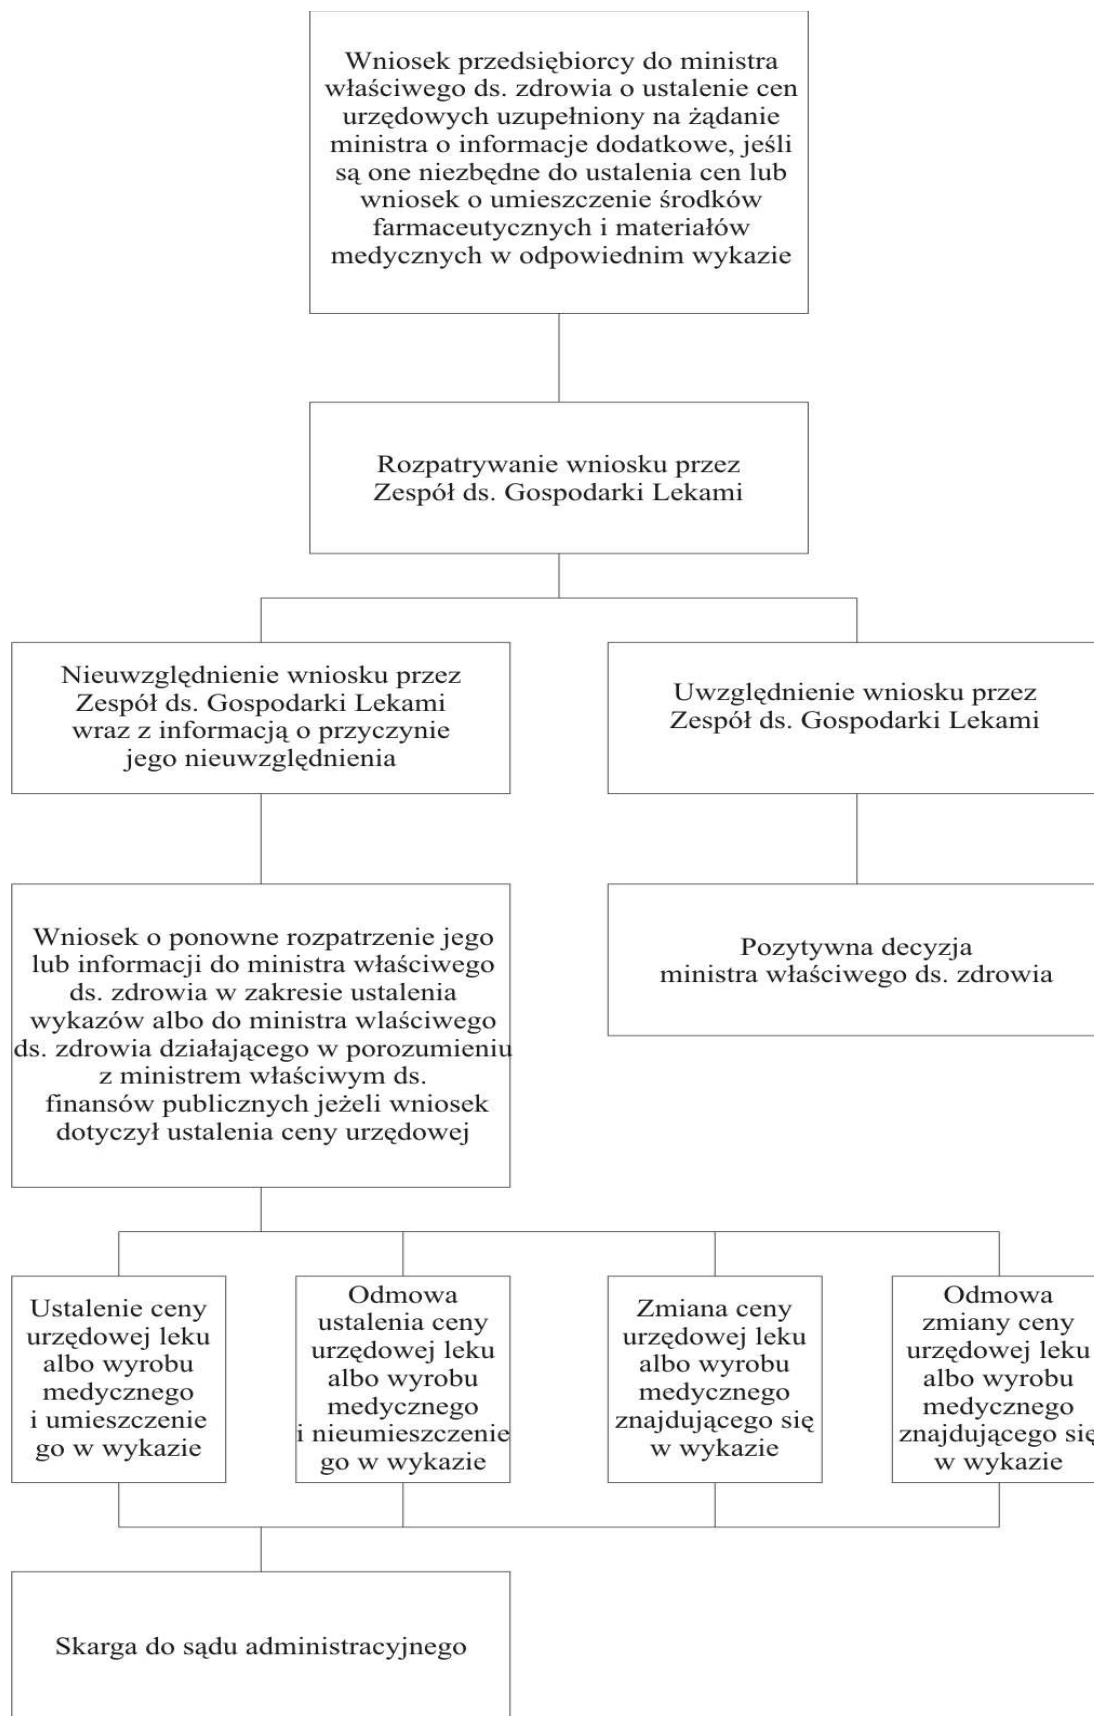 Wniosek przedsiębiorcy do ministra
właściwego ds. zdrowia o ustalenie cen
urzędowych uzupełniony na żądanie
ministra o informacje dodatkowe, jeśli
są one niezbędne do ustalenia cen lub
wniosek o umieszczenie środków
farmaceutycznych i materiałów
medycznych w odpowiednim wykazie
Rozpatrywanie wniosku przez
Zespół ds. Gospodarki Lekami
Nieuwzględnienie wniosku przez
Zespół ds. Gospodarki Lekami
wraz z informacją o przyczynie
jego nieuwzględnienia
Uwzględnienie wniosku przez
Zespół ds. Gospodarki Lekami
Wniosek o ponowne rozpatrzenie jego
lub informacji do ministra właściwego
ds. zdrowia w zakresie ustalenia
wykazów albo do ministra wlaściwego
ds. zdrowia działającego w porozumieniu
z ministrem właściwym ds.
finansów publicznych jeżeli wniosek
dotyczył ustalenia ceny urzędowej
Pozytywna decyzja
ministra właściwego ds. zdrowia
Ustalenie ceny
urzędowej leku
albo wyrobu
medycznego
i umieszczenie
go w wykazie
Odmowa
ustalenia ceny
urzędowej leku
albo wyrobu
medycznego
i nieumieszczenie
go w wykazie
Zmiana ceny
urzędowej leku
albo wyrobu
medycznego
znajdującego się
w wykazie
Odmowa
zmiany ceny
urzędowej leku
albo wyrobu
medycznego
znajdującego się
w wykazie
Skarga do sądu administracyjnego